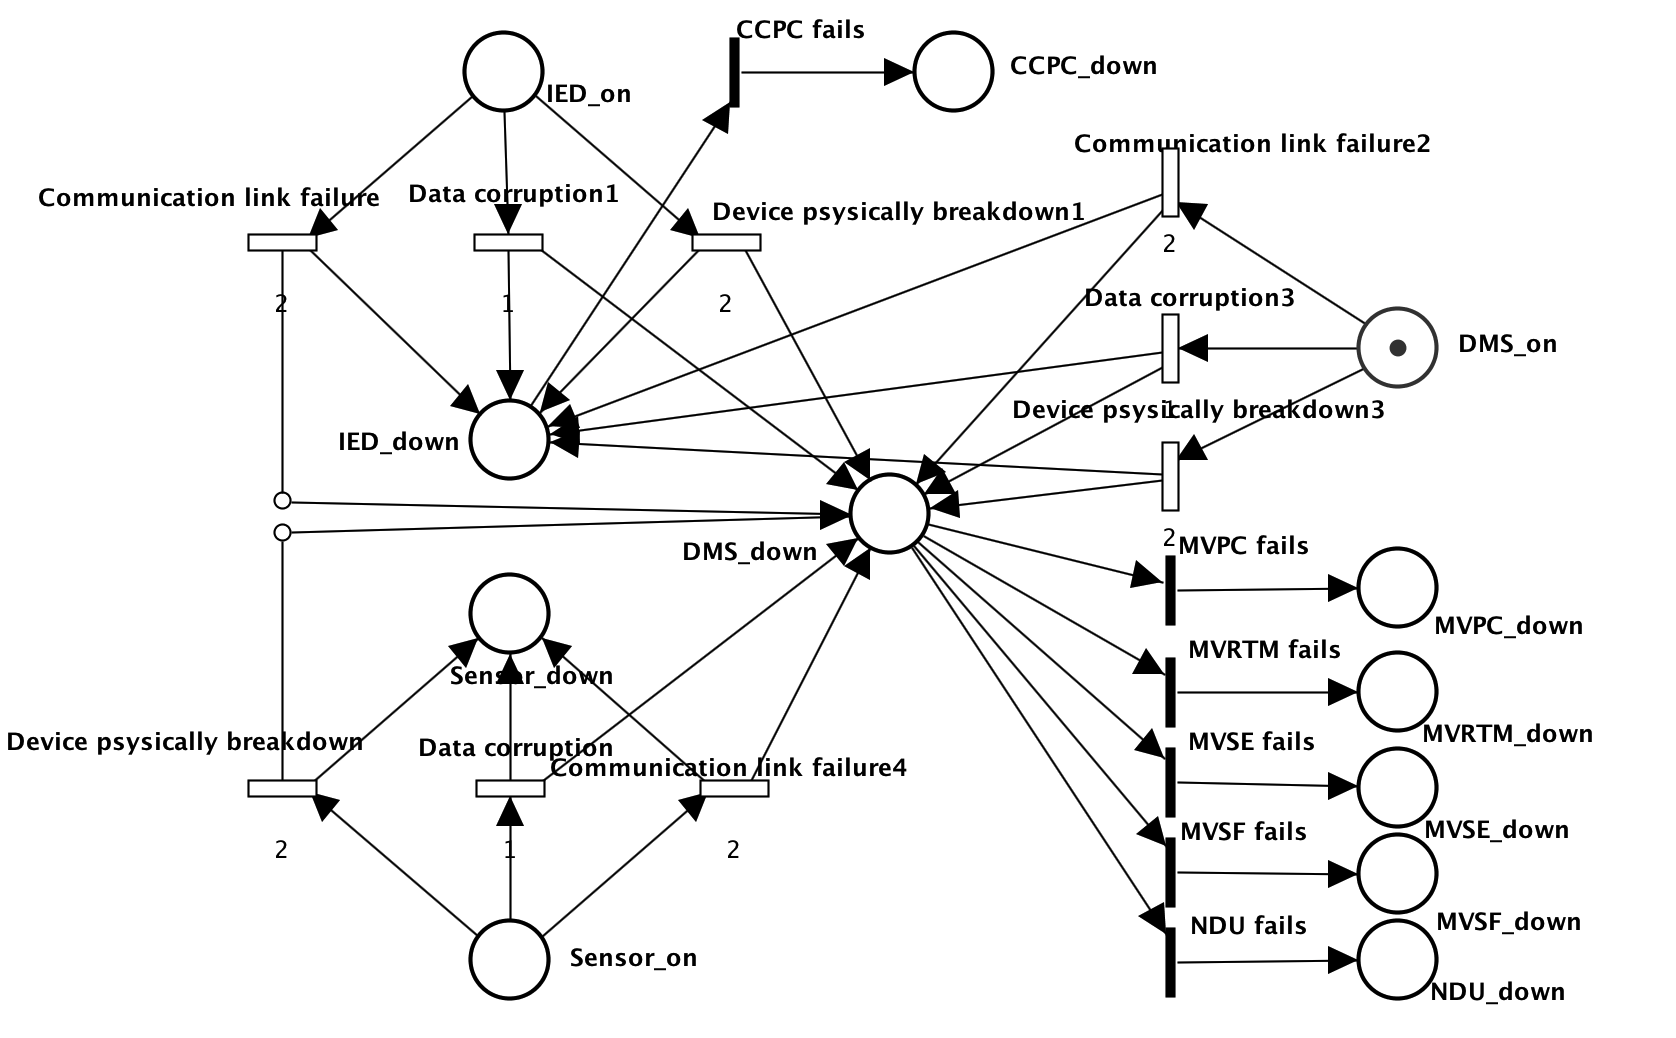 CCPC fails
CCPC_down
IED_on
Communication link failure2
Communication link failure
Data corruption1
Device psysically breakdown1
2
2
1
2
Data corruption3
DMS_on
1
Device psysically breakdown3
IED_down
2
MVPC fails
DMS_down
MVPC_down
MVRTM fails
Sensor_down
MVRTM_down
Device psysically breakdown
Data corruption
MVSE fails
Communication link failure4
MVSE_down
MVSF fails
2
1
2
MVSF_down
NDU fails
Sensor_on
NDU_down